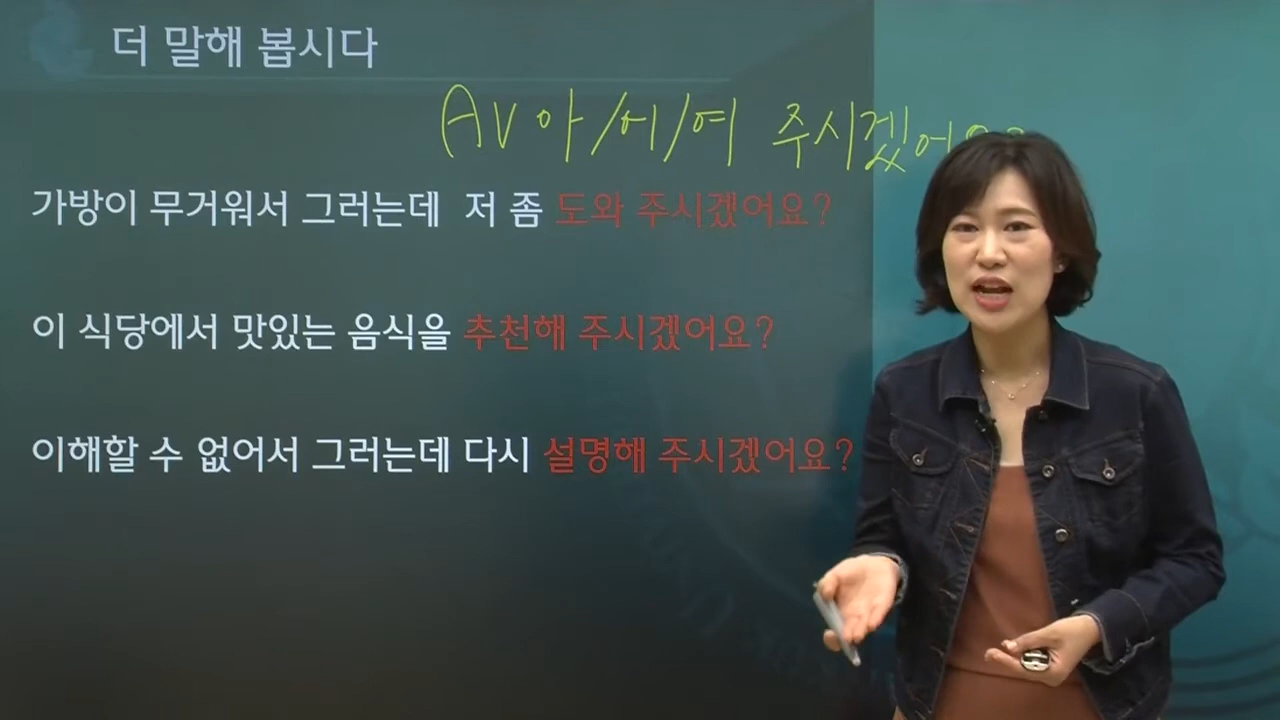 더 말해 봅시다
AV 아/어/여 주시겠어요?
가방이 무거워서 그러는데 저 좀 도와 주시겠어요?
이 식당에서 맛있는 음식을 추천해 주시겠어요?
이해할 수 없어서 그러는데 다시 설명해 주시겠어요?